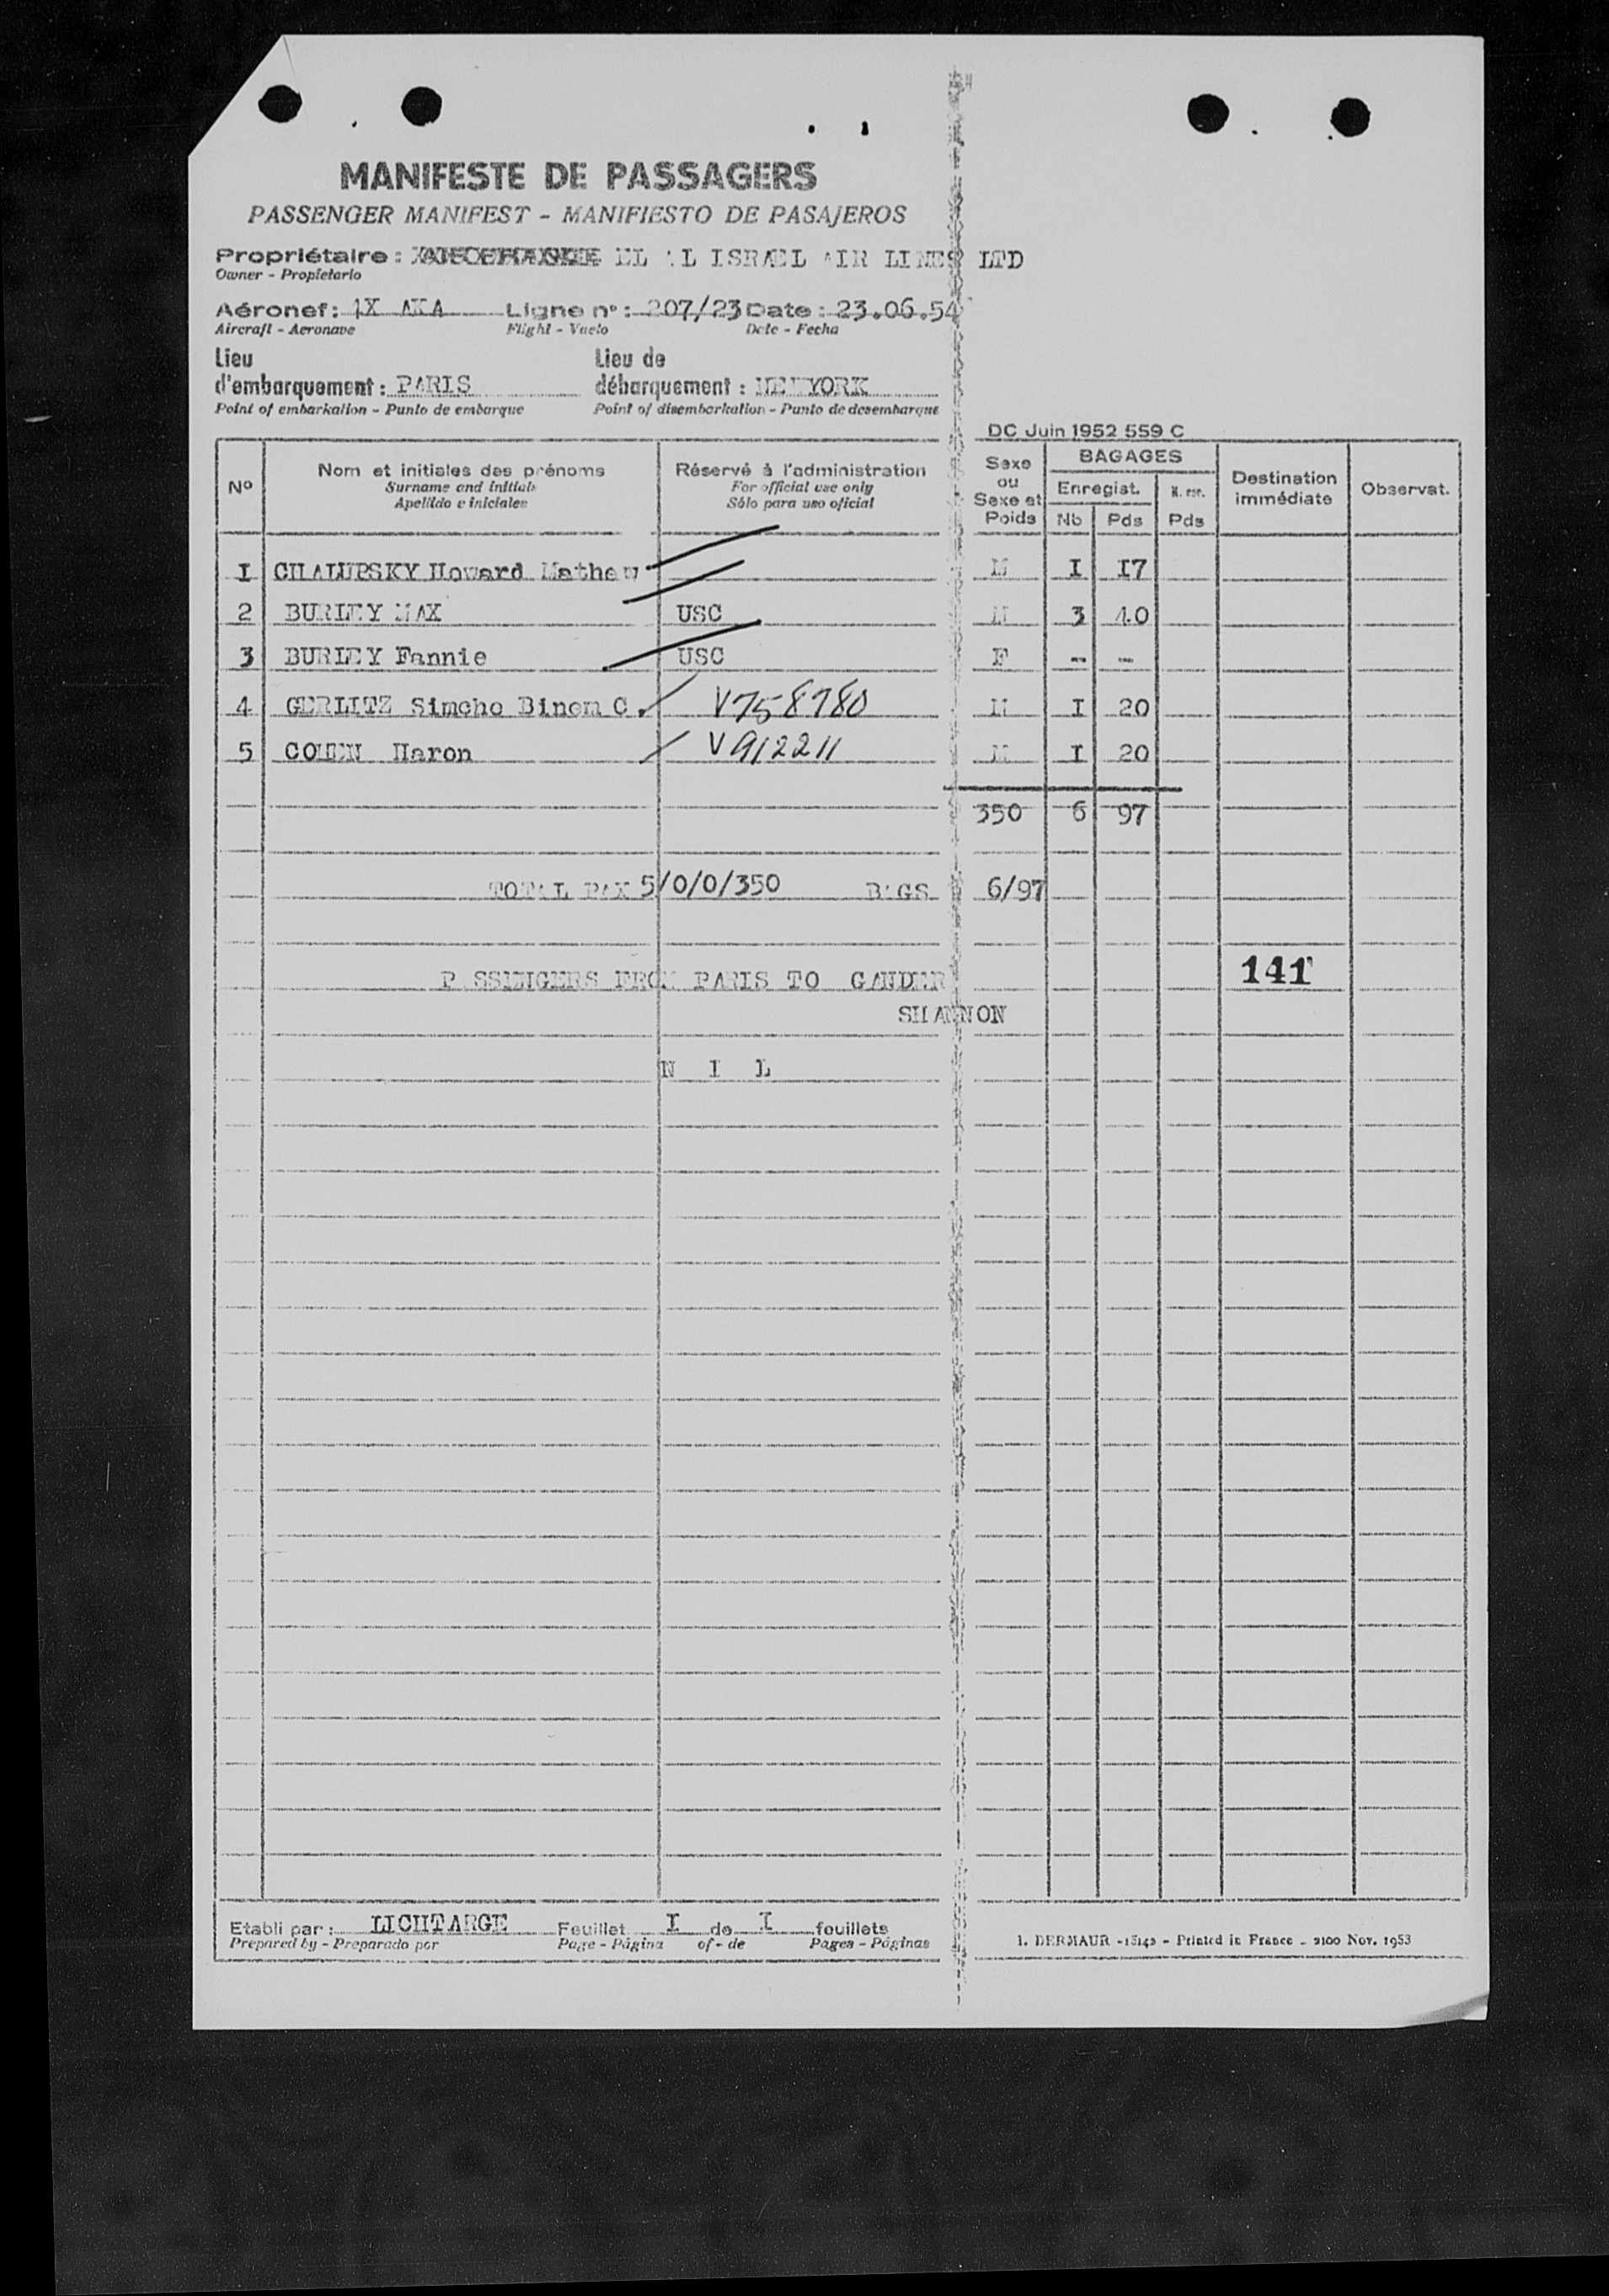 MANIFESTE DE PASSAGERS
PASSENGER MANIFEST - MANIFIESTO DE PASAJEROS
Propriétaire : EL AL ISRAEL AIR LINES LTD
Owner - Propietario
Aéronef : 4X AKA Ligne n° : 207/23 Date : 23.06.54
Aircraft - Aeronave Flight - Vuelo Date - Fecha
Lieu Lieu de
d'embarquement : PARIS débarquement : NEW YORK
Point of embarkation - Punto de embarque Point of disembarkation - Punto de desembarque
DC Juin 1952 559 C
Nº Nom et initiales des prénoms Réservé à l'administration Sexe ou Sexe et Poids BAGAGES Destination immédiate Observat.
Surname and initials For official use only Enregist.
Apellido e iniciales Sólo para uso oficial Nb Pds Pds
I CHALUPSKY Howard Mathew M I I7
2 BURLEY MAX USC M 3 40
3 BURLEY Fannie USC F - -
4 GERLITZ Simcho Binem C. V758780 M I 20
5 COHEN Haron V912211 M I 20
350 6 97
TOTAL PAX 5/0/0/350 BAGS 6/97
PASSENGERS FROM PARIS TO GANDER 141
SHANNON
N I L
Etabli par : LICHTARGE Feuillet I de I feuillets
Prepared by - Preparado por Page - Página of - de Pages - Páginas
I. DERMAUR - Printed in France - Nov. 1953